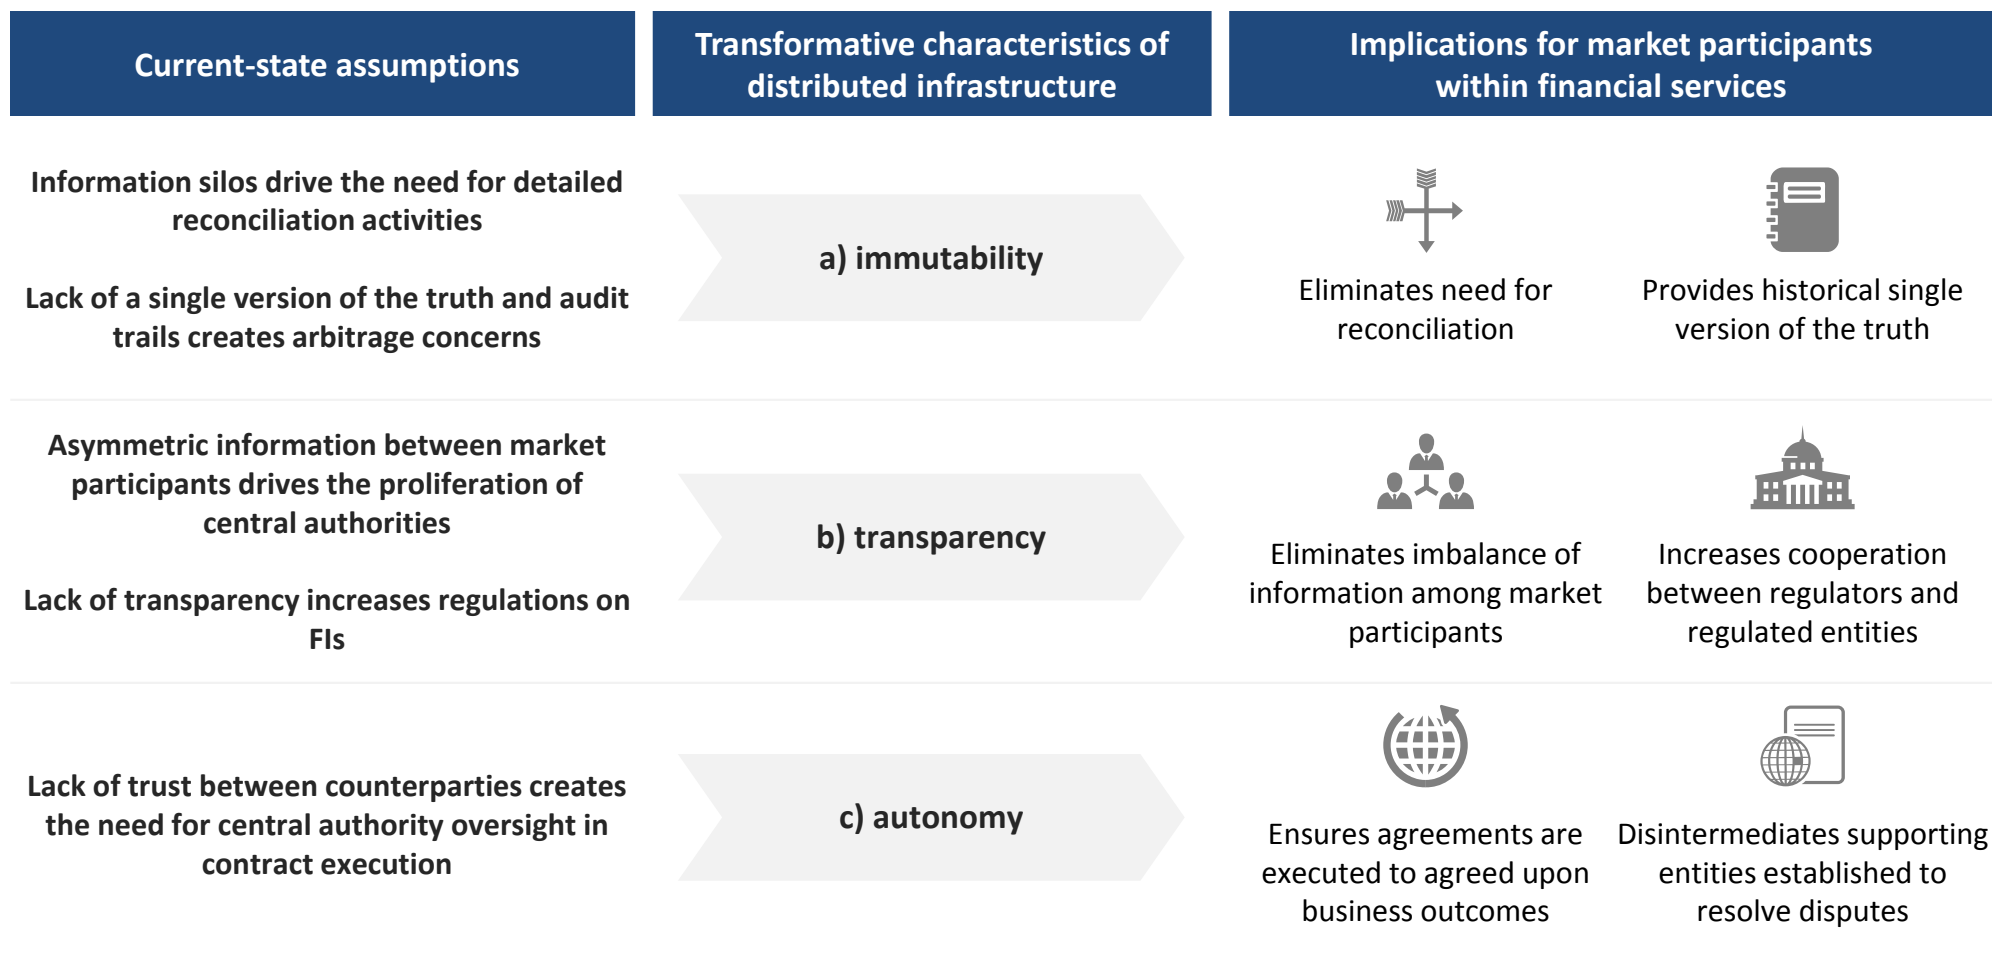 Current-state assumptions
Transformative characteristics of
distributed infrastructure
Implications for market participants
within financial services
Information silos drive the need for detailed
reconciliation activities
Lack of a single version of the truth and audit
trails creates arbitrage concerns
a) immutability
Eliminates need for
reconciliation
Provides historical single
version of the truth
Asymmetric information between market
participants drives the proliferation of
central authorities
Lack of transparency increases regulations on
FIs
b) transparency
Eliminates imbalance of
information among market
participants
Increases cooperation
between regulators and
regulated entities
Lack of trust between counterparties creates
the need for central authority oversight in
contract execution
c) autonomy
Ensures agreements are
executed to agreed upon
business outcomes
Disintermediates supporting
entities established to
resolve disputes